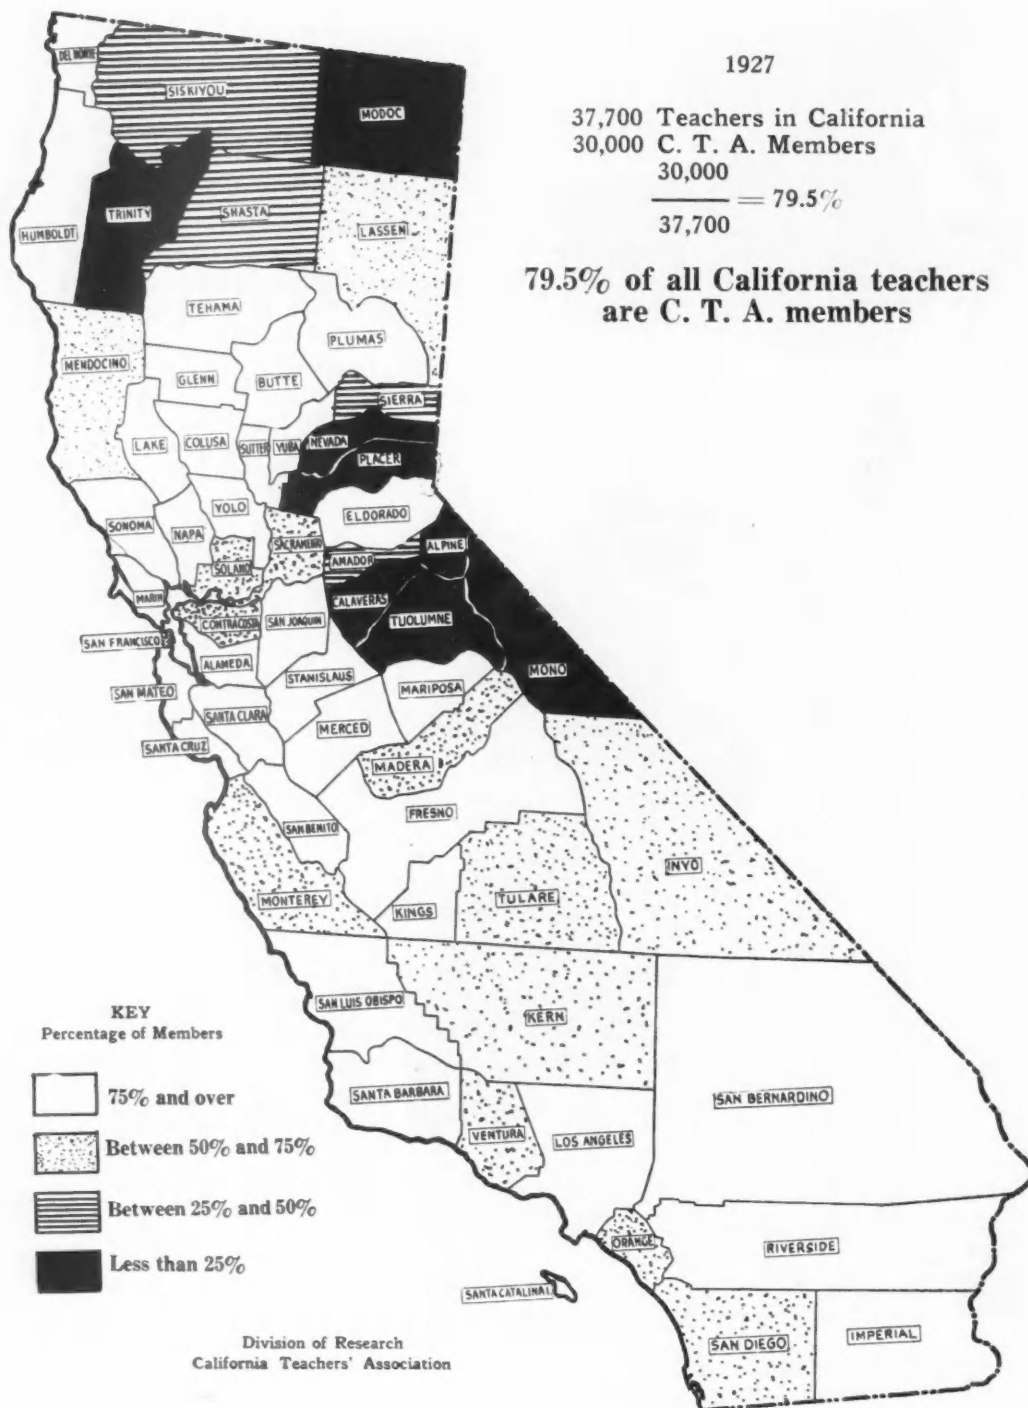 1927
37,700 Teachers in California
30,000 C. T. A. Members
30,000
= 79.5%
37,700
79.5% of all California teachers
are C. T. A. members
DEL NORTE
SISKIYOU
MODOC
TRINITY
SHASTA
LASSEN
HUMBOLDT
TEHAMA
PLUMAS
MENDOCINO
GLENN
BUTTE
SIERRA
LAKE
COLUSA
SUTTER
YUBA
NEVADA
PLACER
YOLO
ELDORADO
SONOMA
NAPA
SACRAMENTO
ALPINE
SOLANO
AMADOR
MARIN
CALAVERAS
CONTRA COSTA
SAN JOAQUIN
TUOLUMNE
SAN FRANCISCO
ALAMEDA
STANISLAUS
MONO
SAN MATEO
MARIPOSA
SANTA CLARA
MERCED
SANTA CRUZ
MADERA
FRESNO
SAN BENITO
INYO
MONTEREY
KINGS
TULARE
SAN LUIS OBISPO
KERN
SANTA BARBARA
SAN BERNARDINO
VENTURA
LOS ANGELES
ORANGE
RIVERSIDE
SANTA CATALINA I.
SAN DIEGO
IMPERIAL
KEY
Percentage of Members
75% and over
Between 50% and 75%
Between 25% and 50%
Less than 25%
Division of Research
California Teachers' Association